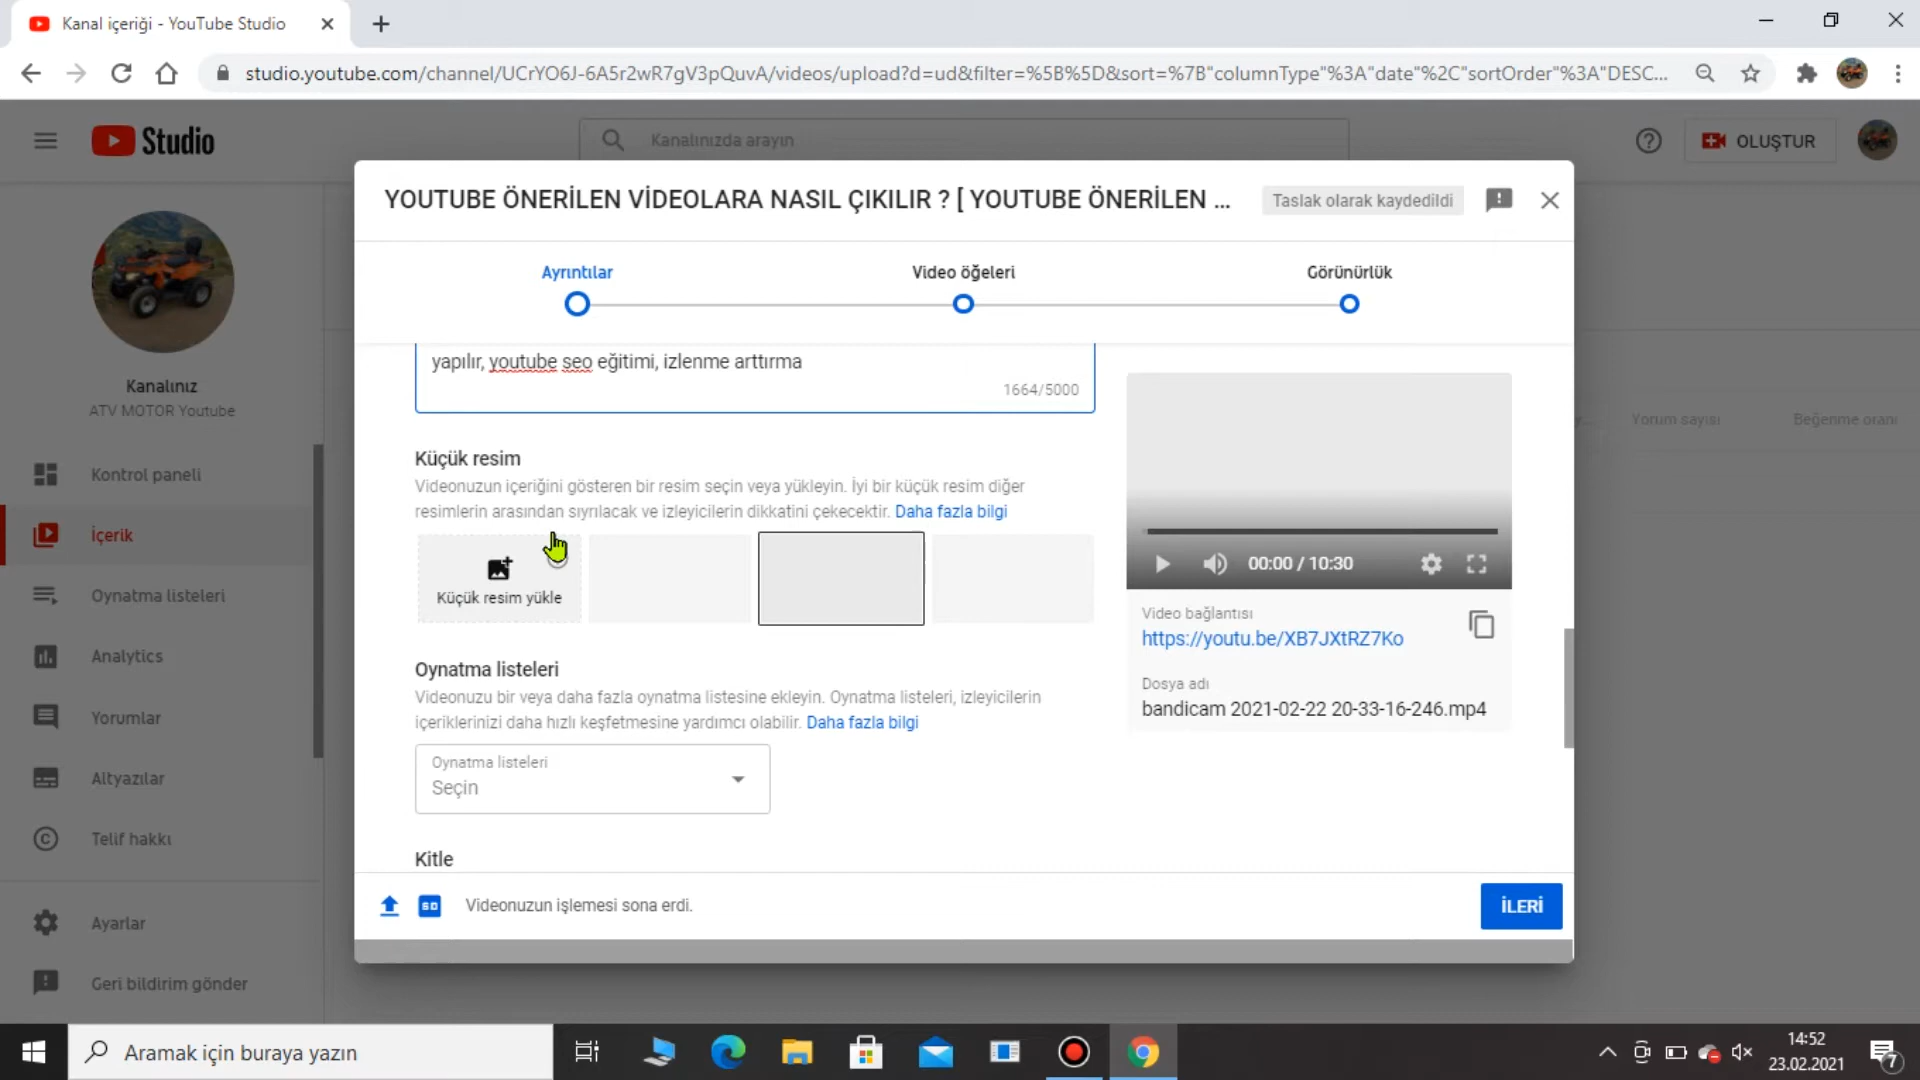 Kanal içeriği - YouTube Studio
studio.youtube.com/channel/UCrYO6J-6A5r2wR7gV3pQuvA/videos/upload?d=ud&filter=%5B%5D&sort=%7B"columnType"%3A"date"%2C"sortOrder"%3A"DESC...
Studio
Kanalınızda arayın
OLUŞTUR
YOUTUBE ÖNERİLEN VİDEOLARA NASIL ÇIKILIR ? [ YOUTUBE ÖNERİLEN ...
Taslak olarak kaydedildi
Ayrıntılar
Video öğeleri
Görünürlük
yapılır, youtube seo eğitimi, izlenme arttırma
1664/5000
Kanalınız
ATV MOTOR Youtube
Kontrol paneli
İçerik
Oynatma listeleri
Analytics
Yorumlar
Altyazılar
Telif hakkı
Ayarlar
Geri bildirim gönder
Yorum sayısı
Beğenme oranı
Küçük resim
Videonuzun içeriğini gösteren bir resim seçin veya yükleyin. İyi bir küçük resim diğer
resimlerin arasından sıyrılacak ve izleyicilerin dikkatini çekecektir. Daha fazla bilgi
Küçük resim yükle
Oynatma listeleri
Videonuzu bir veya daha fazla oynatma listesine ekleyin. Oynatma listeleri, izleyicilerin
içeriklerinizi daha hızlı keşfetmesine yardımcı olabilir. Daha fazla bilgi
Oynatma listeleri
Seçin
Kitle
00:00 / 10:30
Video bağlantısı
https://youtu.be/XB7JXtRZ7Ko
Dosya adı
bandicam 2021-02-22 20-33-16-246.mp4
SD
Videonuzun işlemesi sona erdi.
İLERİ
Aramak için buraya yazın
14:52
23.02.2021
7